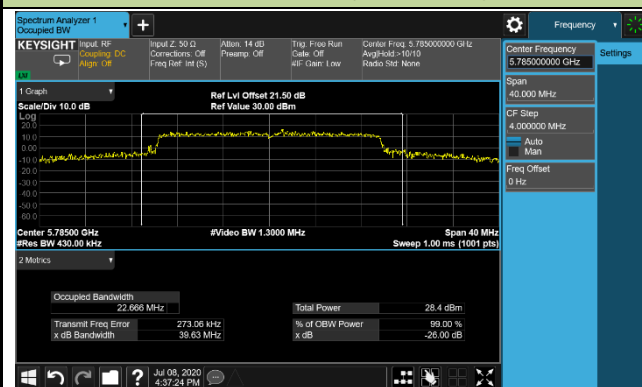 Spectrum Analyzer 1
Occupied BW
Frequency
KEYSIGHT
Input: RF
Coupling: DC
Align: Off
Input Z: 50 Ω
Corrections: Off
Freq Ref: Int (S)
Atten: 14 dB
Preamp: Off
Trig: Free Run
Gate: Off
#IF Gain: Low
Center Freq: 5.785000000 GHz
Avg|Hold:>10/10
Radio Std: None
LXI
Center Frequency
5.785000000 GHz
Settings
Span
40.000 MHz
CF Step
4.000000 MHz
Auto
Man
Freq Offset
0 Hz
1 Graph
Scale/Div 10.0 dB
Ref Lvl Offset 21.50 dB
Ref Value 30.00 dBm
Log
20.0
10.0
0.00
-10.0
-20.0
-30.0
-40.0
-50.0
-60.0
Center 5.78500 GHz
#Res BW 430.00 kHz
#Video BW 1.3000 MHz
Span 40 MHz
Sweep 1.00 ms (1001 pts)
2 Metrics
Occupied Bandwidth
22.666 MHz
Total Power 28.4 dBm
Transmit Freq Error 273.06 kHz
% of OBW Power 99.00 %
x dB Bandwidth 39.63 MHz
x dB -26.00 dB
Jul 08, 2020
4:37:24 PM